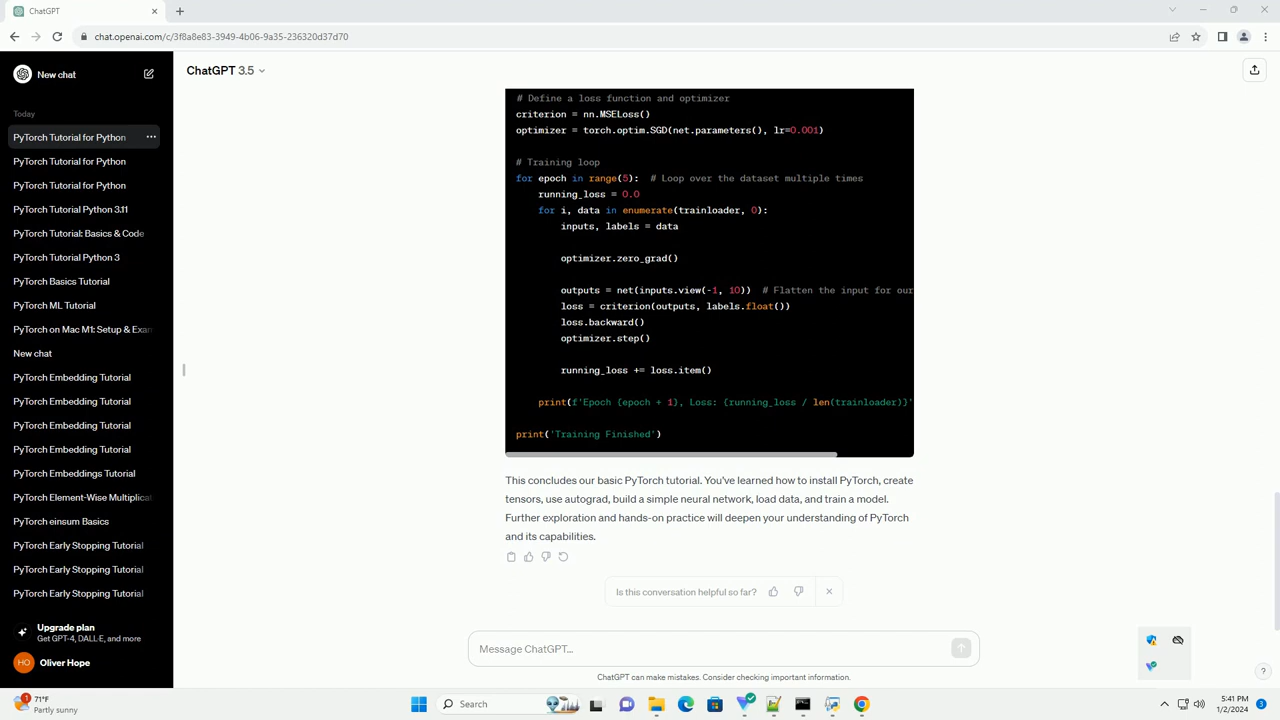 ChatGPT
chat.openai.com/c/3f8a8e83-3949-4b06-9a35-236320d37d70
New chat
Today
PyTorch Tutorial for Python
PyTorch Tutorial for Python
PyTorch Tutorial for Python
PyTorch Tutorial Python 3.11
PyTorch Tutorial: Basics & Code
PyTorch Tutorial Python 3
PyTorch Basics Tutorial
PyTorch ML Tutorial
PyTorch on Mac M1: Setup & Exam
New chat
PyTorch Embedding Tutorial
PyTorch Embedding Tutorial
PyTorch Embedding Tutorial
PyTorch Embedding Tutorial
PyTorch Embeddings Tutorial
PyTorch Element-Wise Multiplicat
PyTorch einsum Basics
PyTorch Early Stopping Tutorial
PyTorch Early Stopping Tutorial
PyTorch Early Stopping Tutorial
Upgrade plan
Get GPT-4, DALL·E, and more
HO Oliver Hope
ChatGPT 3.5
# Define a loss function and optimizer
criterion = nn.MSELoss()
optimizer = torch.optim.SGD(net.parameters(), lr=0.001)
# Training loop
for epoch in range(5):  # Loop over the dataset multiple times
running_loss = 0.0
for i, data in enumerate(trainloader, 0):
inputs, labels = data
optimizer.zero_grad()
outputs = net(inputs.view(-1, 10))  # Flatten the input for our
loss = criterion(outputs, labels.float())
loss.backward()
optimizer.step()
running_loss += loss.item()
print(f'Epoch {epoch + 1}, Loss: {running_loss / len(trainloader)}'
print('Training Finished')
This concludes our basic PyTorch tutorial. You've learned how to install PyTorch, create
tensors, use autograd, build a simple neural network, load data, and train a model.
Further exploration and hands-on practice will deepen your understanding of PyTorch
and its capabilities.
Is this conversation helpful so far?
Message ChatGPT...
ChatGPT can make mistakes. Consider checking important information.
?
1
71°F
Partly sunny
Search
5:41 PM
1/2/2024
3